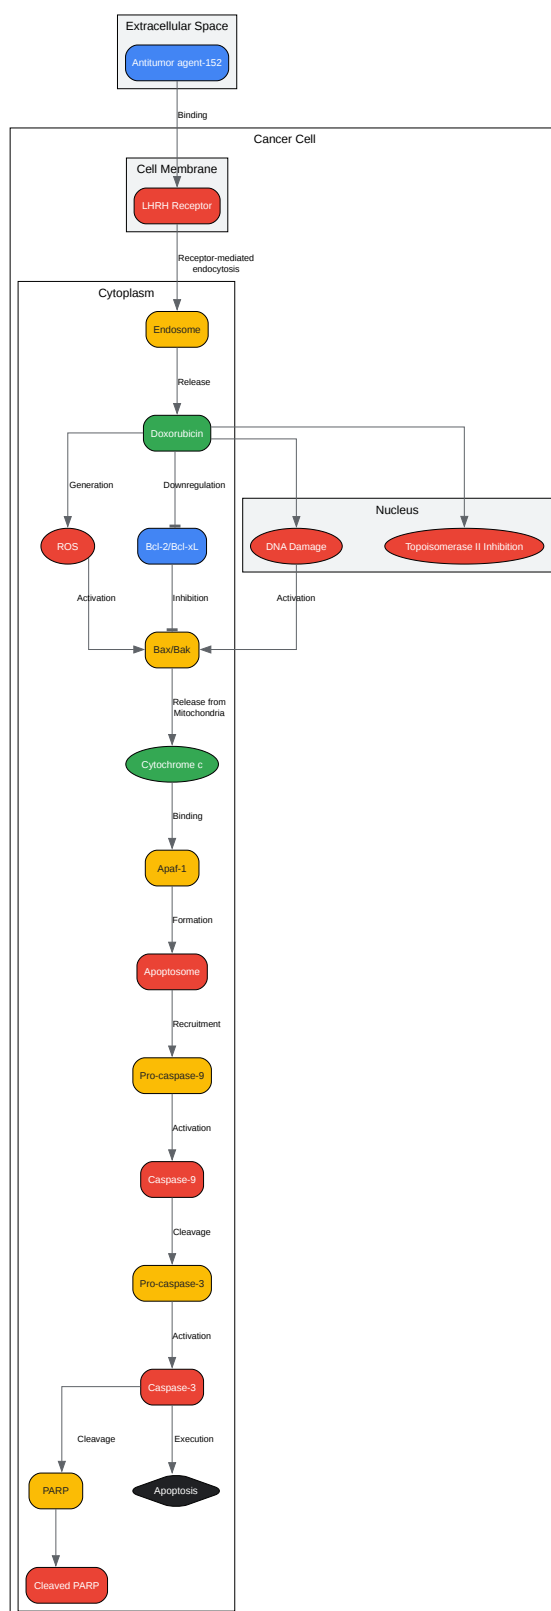 Extracellular Space
Antitumor agent-152
Binding
Cancer Cell
Cell Membrane
LHRH Receptor
Receptor-mediated
endocytosis
Cytoplasm
Endosome
Release
Doxorubicin
Generation
Downregulation
Nucleus
ROS
Bcl-2/Bcl-xL
DNA Damage
Topoisomerase II Inhibition
Activation
Inhibition
Activation
Bax/Bak
Release from
Mitochondria
Cytochrome c
Binding
Apaf-1
Formation
Apoptosome
Recruitment
Pro-caspase-9
Activation
Caspase-9
Cleavage
Pro-caspase-3
Activation
Caspase-3
Cleavage
Execution
PARP
Apoptosis
Cleaved PARP